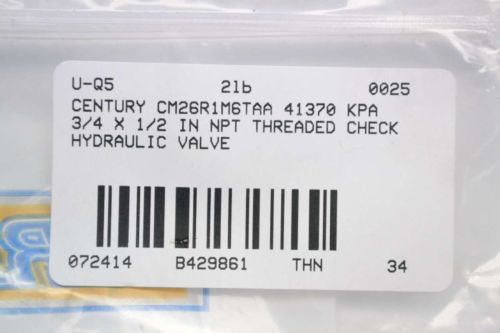 U-Q5 2lb 0025
CENTURY CM26R1M6TAA 41370 KPA
3/4 X 1/2 IN NPT THREADED CHECK
HYDRAULIC VALVE
072414 B429861 THN 34